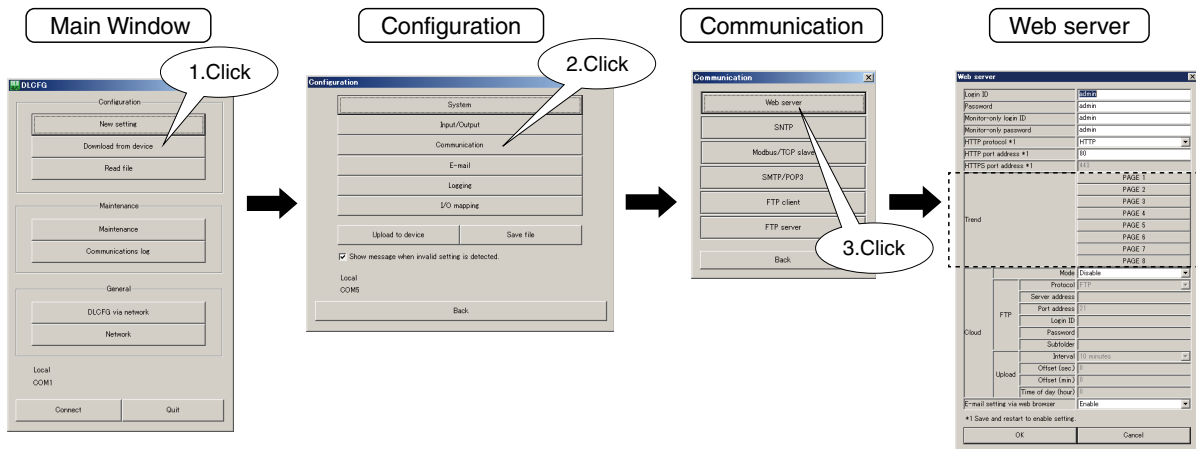 Main Window
Configuration
Communication
Web server
1.Click
2.Click
3.Click
DLCFG
Configuration
New setting
Download from device
Read file
Maintenance
Maintenance
Communications log
General
DLCFG via network
Network
Local
COM1
Connect Quit
Configuration
System
Input/Output
Communication
E-mail
Logging
I/O mapping
Upload to device Save file
Show message when invalid setting is detected.
Local
COM5
Back
Communication
Web server
SNTP
Modbus/TCP slave
SMTP/POP3
FTP client
FTP server
Back
Web server
Login ID admin
Password admin
Monitor-only login ID admin
Monitor-only password admin
HTTP protocol *1 HTTP
HTTP port address *1 80
HTTPS port address *1 443
Trend
PAGE 1
PAGE 2
PAGE 3
PAGE 4
PAGE 5
PAGE 6
PAGE 7
PAGE 8
Cloud
Mode Disable
FTP
Protocol FTP
Server address
Port address 21
Login ID
Password
Subfolder
Upload
Interval 10 minutes
Offset (sec.) 0
Offset (min.) 0
Time of day (hour) 0
E-mail setting via web browser Enable
*1 Save and restart to enable setting.
OK Cancel